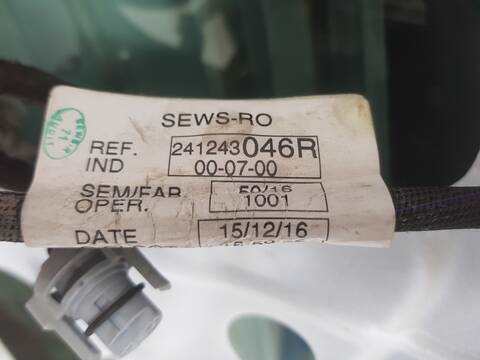 SEWS-RO
REF. 241243046R
IND 00-07-00
SEM/FAB 50/16
OPER. 1001
DATE 15/12/16